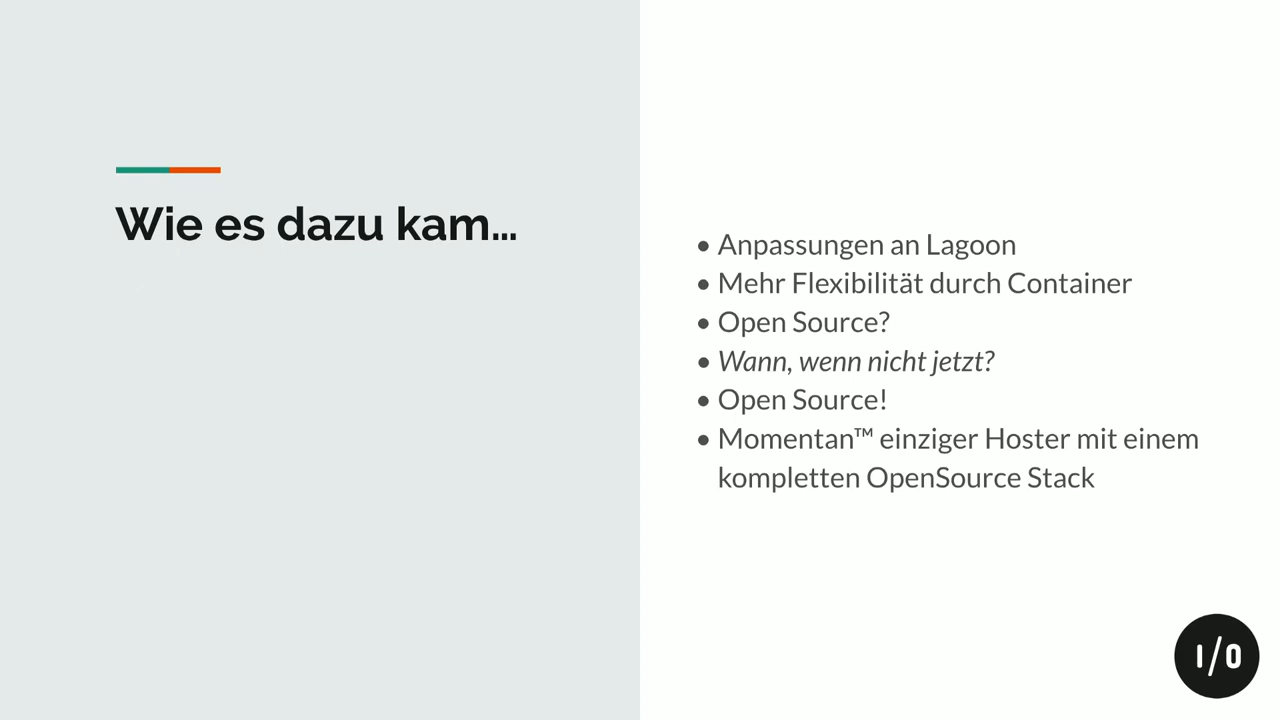 Wie es dazu kam…
• Anpassungen an Lagoon
• Mehr Flexibilität durch Container
• Open Source?
• Wann, wenn nicht jetzt?
• Open Source!
• Momentan™ einziger Hoster mit einem
kompletten OpenSource Stack
I/O